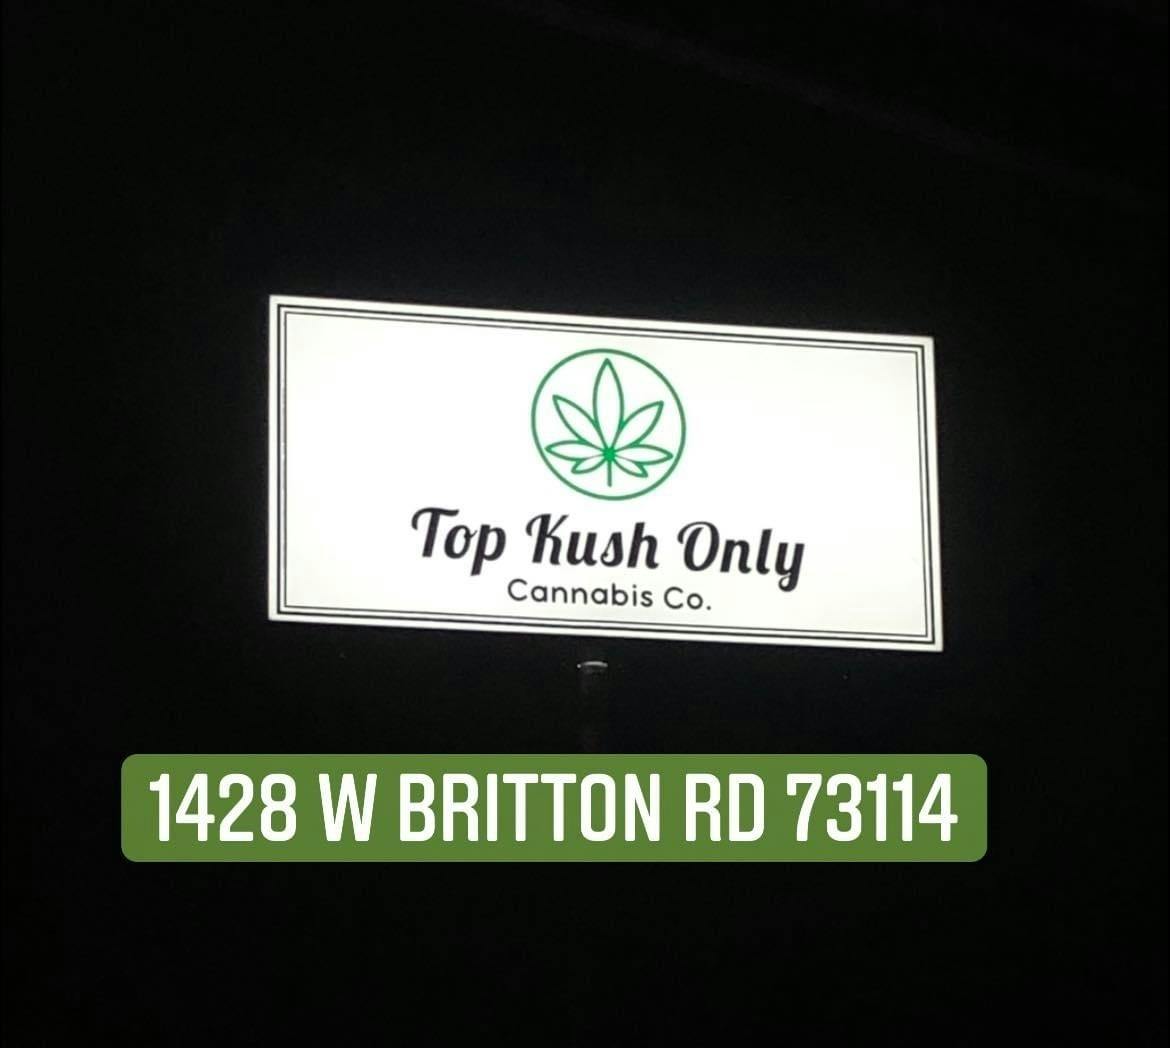 Top Kush Only
Cannabis Co.
1428 W BRITTON RD 73114